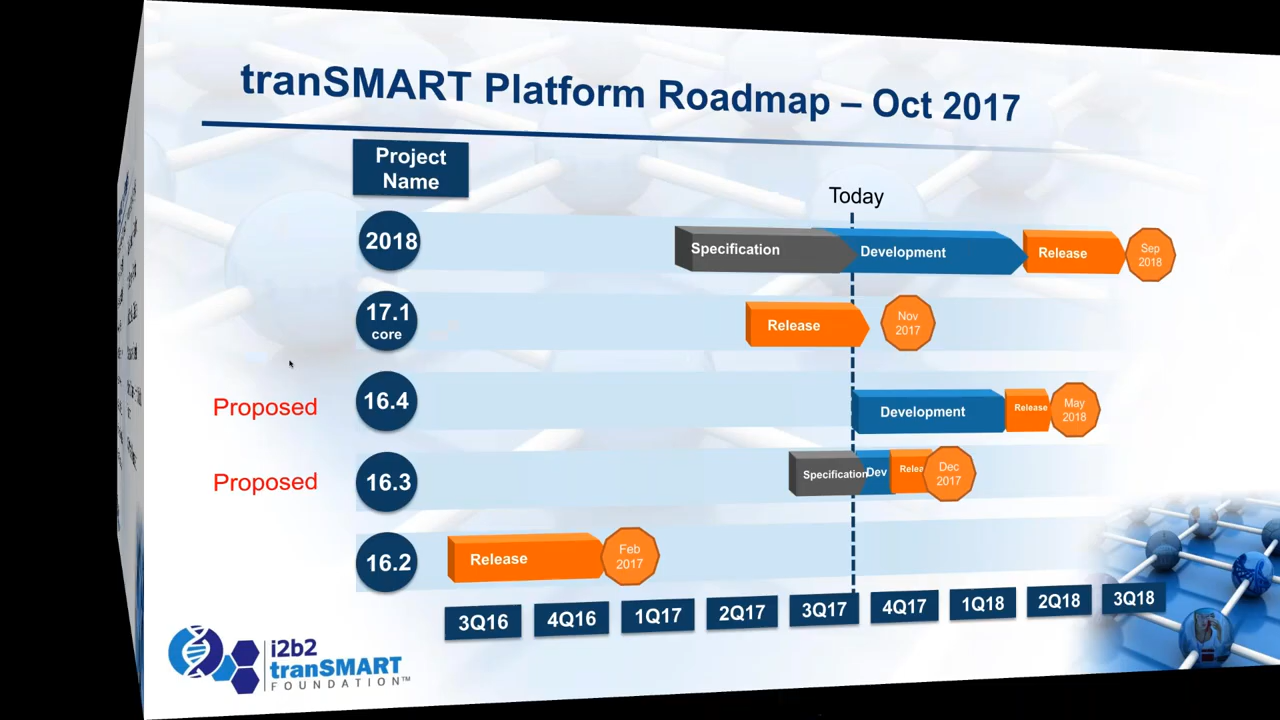 tranSMART Platform Roadmap – Oct 2017
Project
Name
Today
2018
Specification
Development
Release
Sep
2018
17.1
core
Release
Nov
2017
Proposed
16.4
Development
Release
May
2018
Proposed
16.3
Specification
Dev
Relea
Dec
2017
16.2
Release
Feb
2017
3Q16
4Q16
1Q17
2Q17
3Q17
4Q17
1Q18
2Q18
3Q18
i2b2
tranSMART
FOUNDATION™